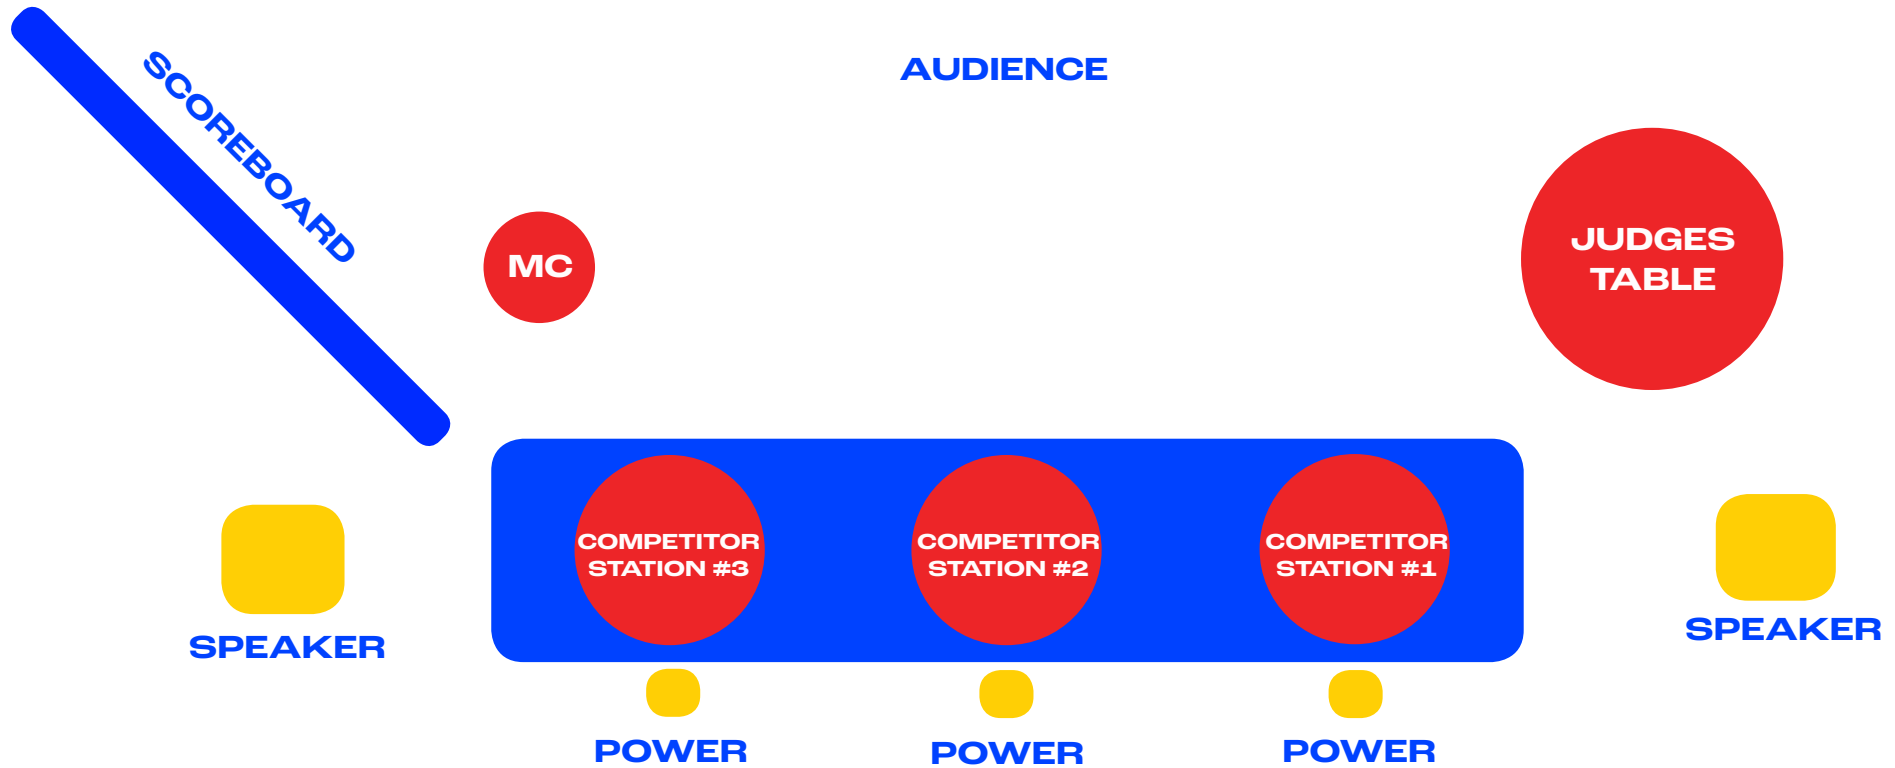 SCOREBOARD
AUDIENCE
MC
JUDGES
TABLE
COMPETITOR
STATION #3
COMPETITOR
STATION #2
COMPETITOR
STATION #1
SPEAKER
SPEAKER
POWER
POWER
POWER